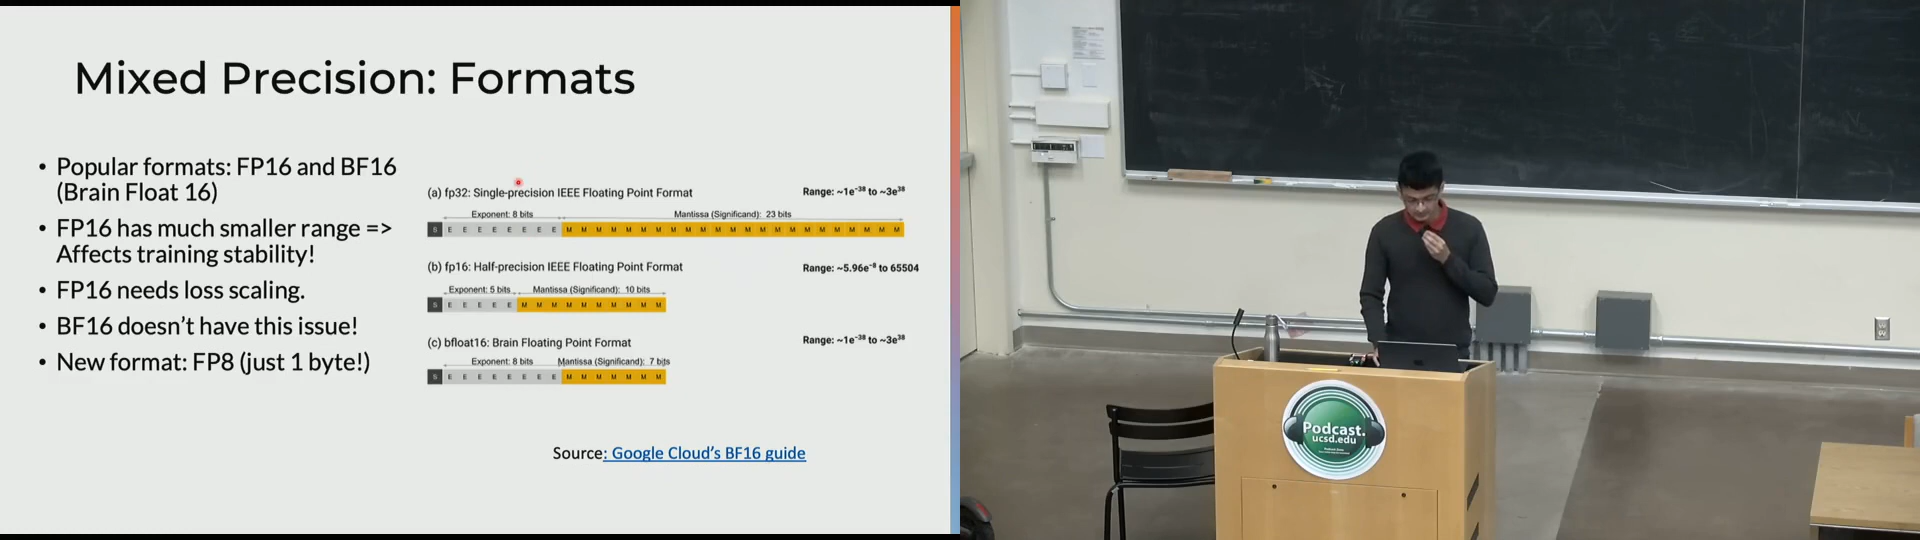 Mixed Precision: Formats
• Popular formats: FP16 and BF16
(Brain Float 16)
• FP16 has much smaller range =>
Affects training stability!
• FP16 needs loss scaling.
• BF16 doesn't have this issue!
• New format: FP8 (just 1 byte!)
(a) fp32: Single-precision IEEE Floating Point Format
Range: ~1e⁻³⁸ to ~3e³⁸
Exponent: 8 bits
Mantissa (Significand): 23 bits
S E E E E E E E E M M M M M M M M M M M M M M M M M M M M M M M
(b) fp16: Half-precision IEEE Floating Point Format
Range: ~5.96e⁻⁸ to 65504
Exponent: 5 bits
Mantissa (Significand): 10 bits
S E E E E E M M M M M M M M M M
(c) bfloat16: Brain Floating Point Format
Range: ~1e⁻³⁸ to ~3e³⁸
Exponent: 8 bits
Mantissa (Significand): 7 bits
S E E E E E E E E M M M M M M M
Source: Google Cloud's BF16 guide
Podcast.
ucsd.edu